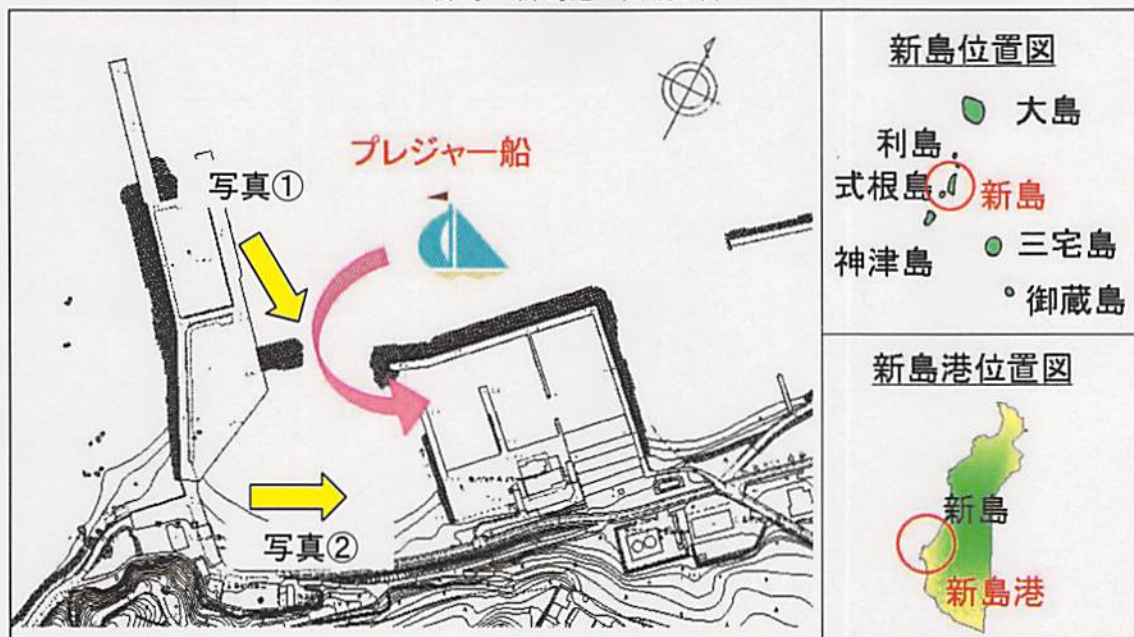 プレジャー船
写真①
写真②
新島位置図
大島
利島
式根島
新島
神津島
三宅島
御蔵島
新島港位置図
新島
新島港